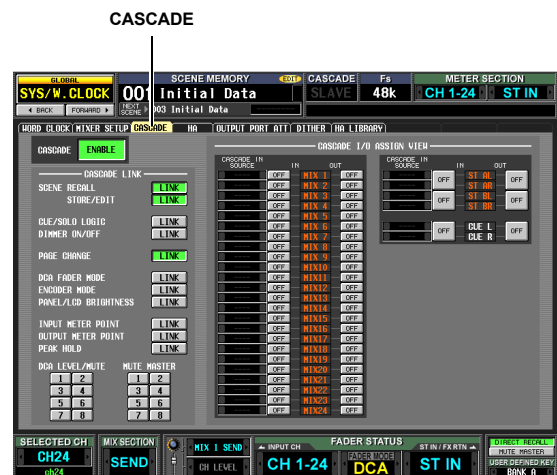 CASCADE
GLOBAL
SYS/W.CLOCK
BACK FORWARD
SCENE MEMORY EDIT
001 Initial Data
NEXT SCENE 003 Initial Data
CASCADE
SLAVE
Fs
48k
METER SECTION
CH 1-24 ST IN
WORD CLOCK MIXER SETUP CASCADE HA OUTPUT PORT ATT DITHER HA LIBRARY
CASCADE ENABLE
CASCADE LINK
SCENE RECALL LINK
STORE/EDIT LINK
CUE/SOLO LOGIC LINK
DIMMER ON/OFF LINK
PAGE CHANGE LINK
DCA FADER MODE LINK
ENCODER MODE LINK
PANEL/LCD BRIGHTNESS LINK
INPUT METER POINT LINK
OUTPUT METER POINT LINK
PEAK HOLD LINK
DCA LEVEL/MUTE MUTE MASTER
1 2 1 2
3 4 3 4
5 6 5 6
7 8 7 8
CASCADE I/O ASSIGN VIEW
CASCADE IN SOURCE IN OUT
OFF MIX 1 OFF
OFF MIX 2 OFF
OFF MIX 3 OFF
OFF MIX 4 OFF
OFF MIX 5 OFF
OFF MIX 6 OFF
OFF MIX 7 OFF
OFF MIX 8 OFF
OFF MIX 9 OFF
OFF MIX10 OFF
OFF MIX11 OFF
OFF MIX12 OFF
OFF MIX13 OFF
OFF MIX14 OFF
OFF MIX15 OFF
OFF MIX16 OFF
OFF MIX17 OFF
OFF MIX18 OFF
OFF MIX19 OFF
OFF MIX20 OFF
OFF MIX21 OFF
OFF MIX22 OFF
OFF MIX23 OFF
OFF MIX24 OFF
CASCADE IN SOURCE IN OUT
OFF ST AL OFF
ST AR
OFF ST BL OFF
ST BR
OFF CUE L OFF
CUE R
SELECTED CH
CH24
ch24
MIX SECTION
SEND
MIX 1 SEND
CH LEVEL
FADER STATUS
INPUT CH
CH 1-24
FADER MODE
DCA
ST IN / FX RTN
ST IN
DIRECT RECALL
MUTE MASTER
USER DEFINED KEY
BANK A